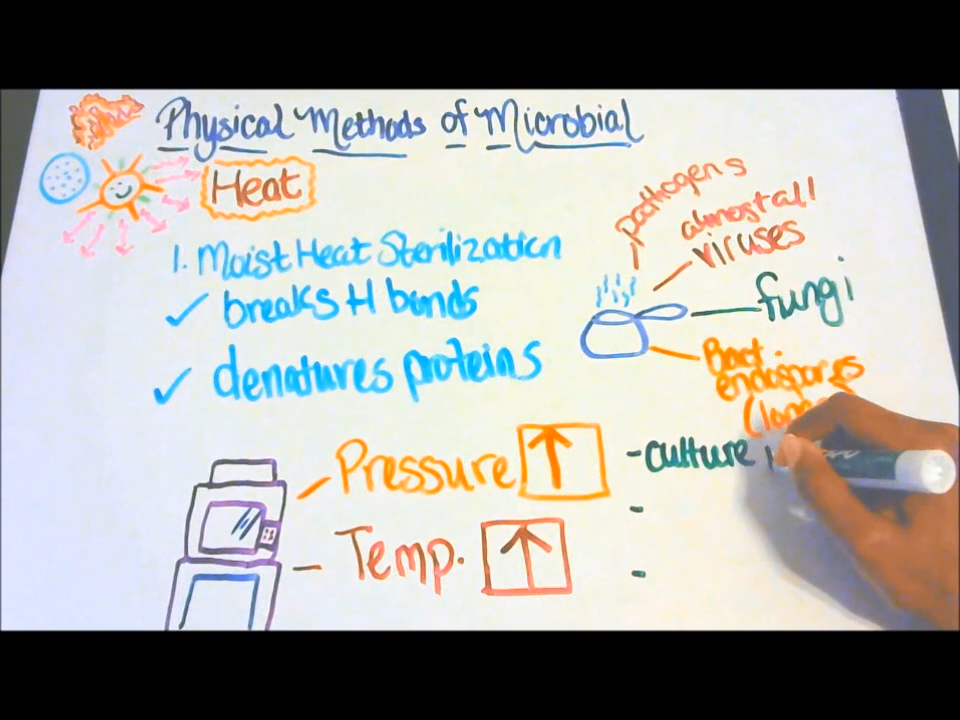 Physical Methods of Microbial
Heat
1. Moist Heat Sterilization
breaks H bonds
denatures proteins
pathogens
almost all
viruses
fungi
Bact.
endospores
Pressure
Temp.
- culture
-
-